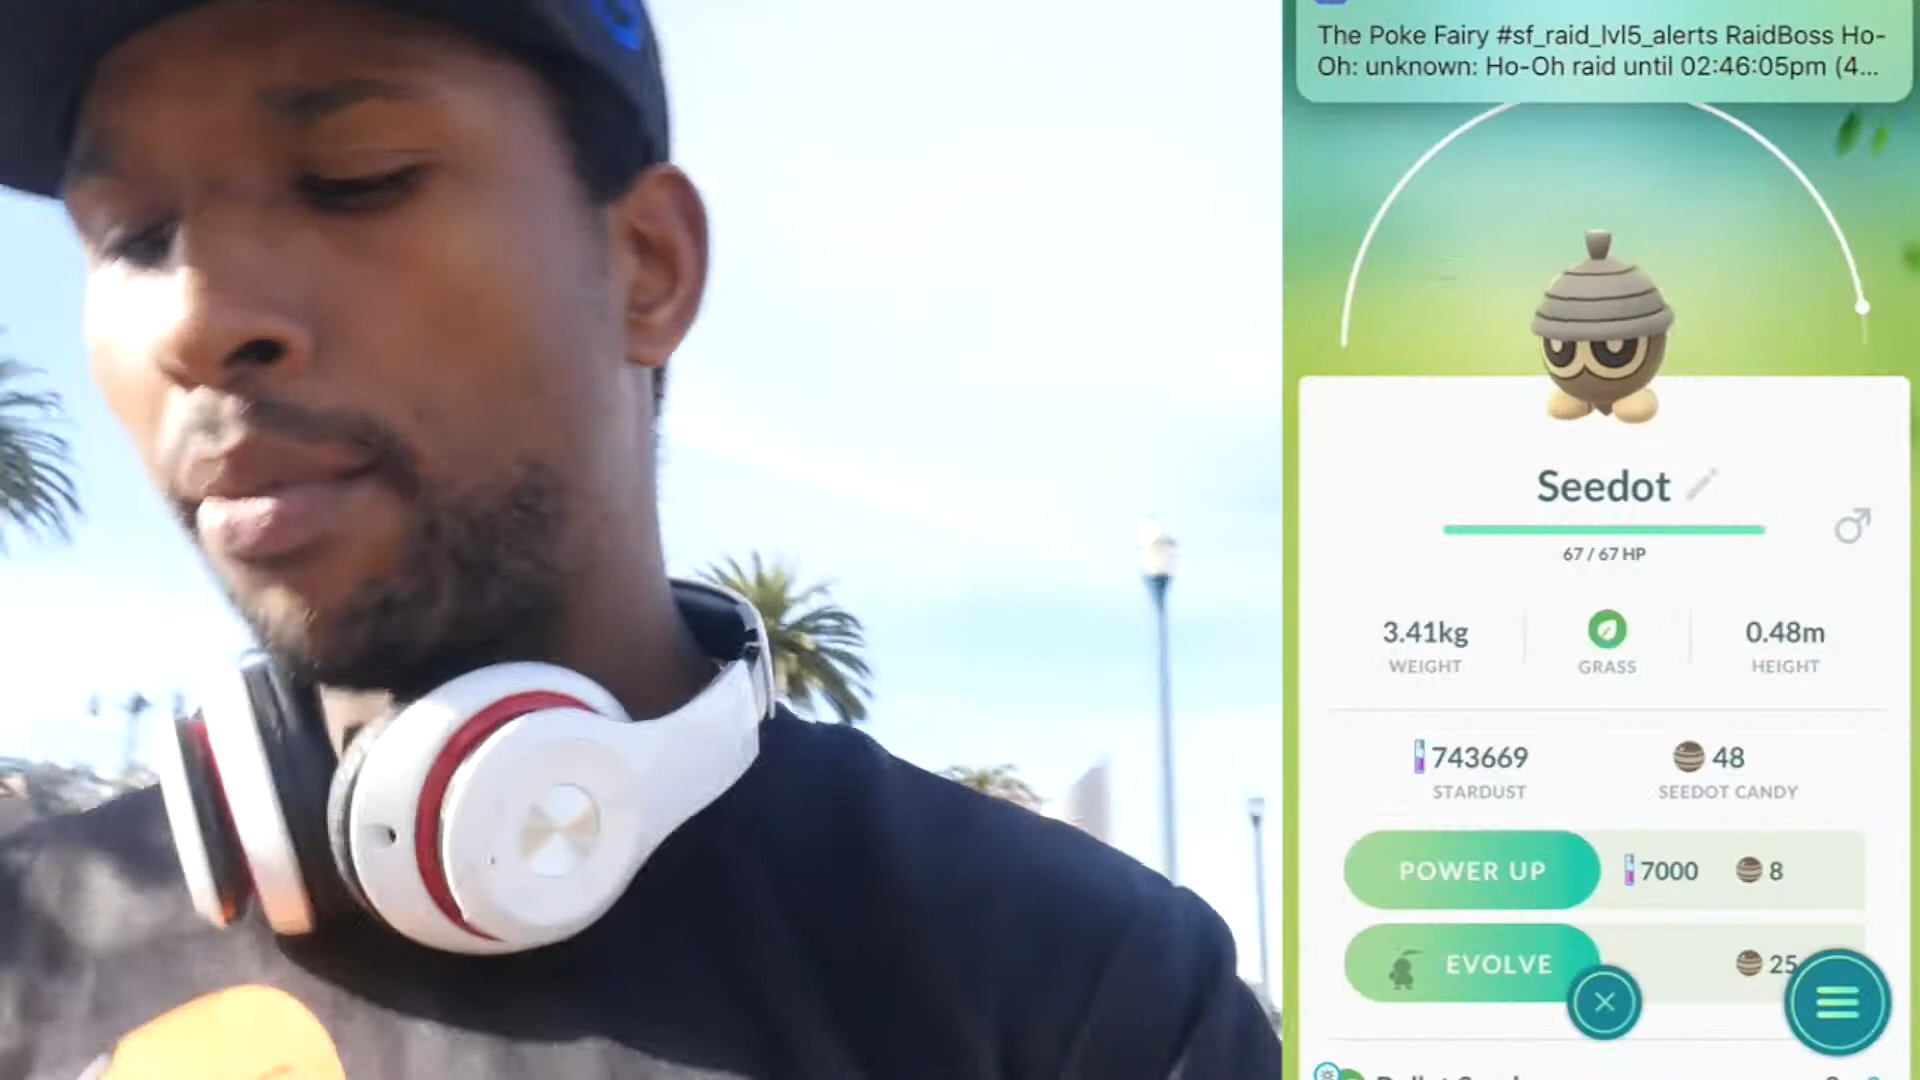 The Poke Fairy #sf_raid_lvl5_alerts RaidBoss Ho-
Oh: unknown: Ho-Oh raid until 02:46:05pm (4...
Seedot
67 / 67 HP
3.41kg
WEIGHT
GRASS
0.48m
HEIGHT
743669
STARDUST
48
SEEDOT CANDY
POWER UP 7000 8
EVOLVE 25